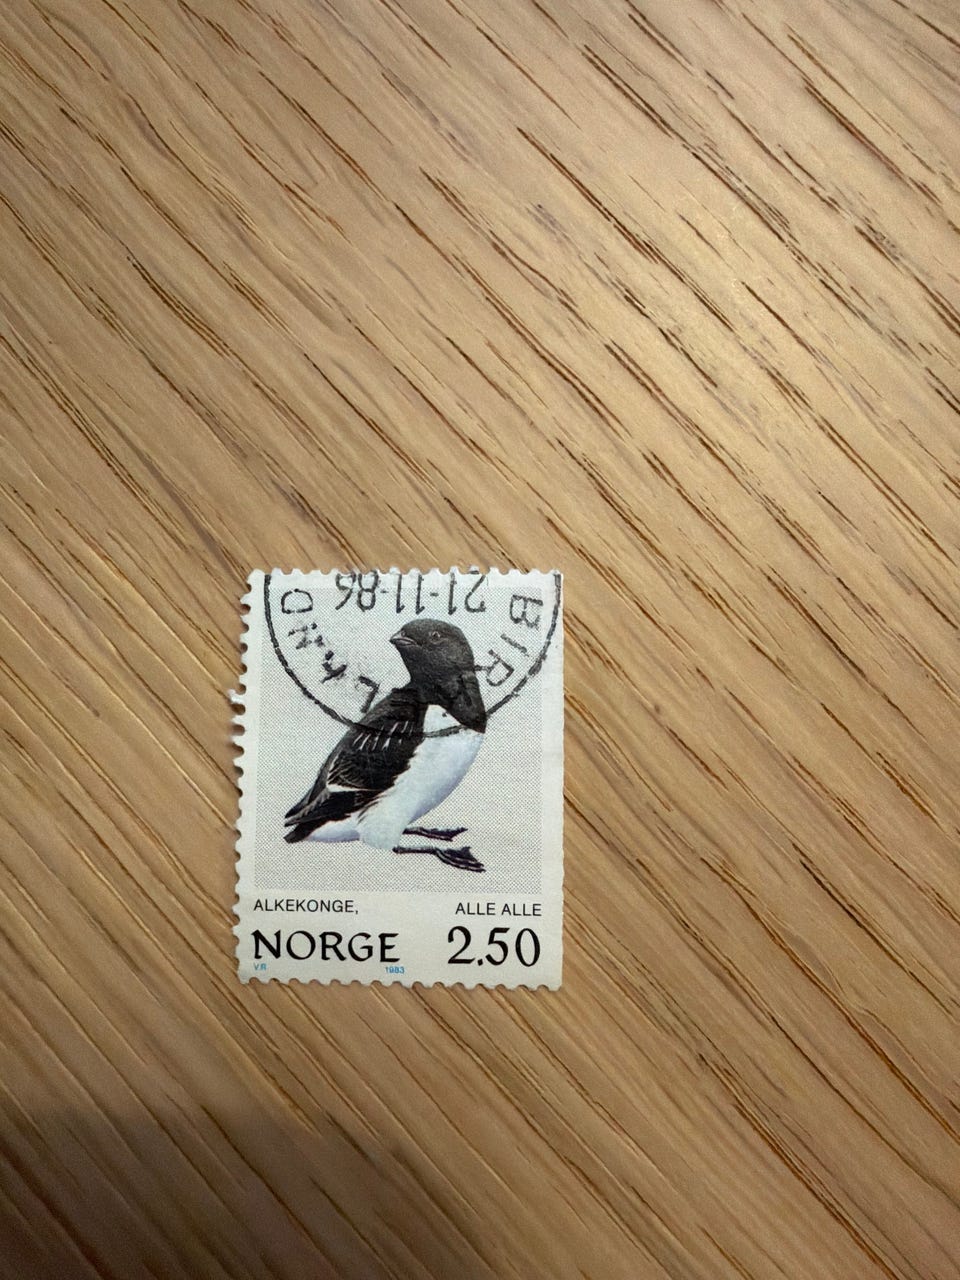 21-11-86
BIRKELAND
ALKEKONGE, ALLE ALLE
NORGE 2.50
V.R 1983